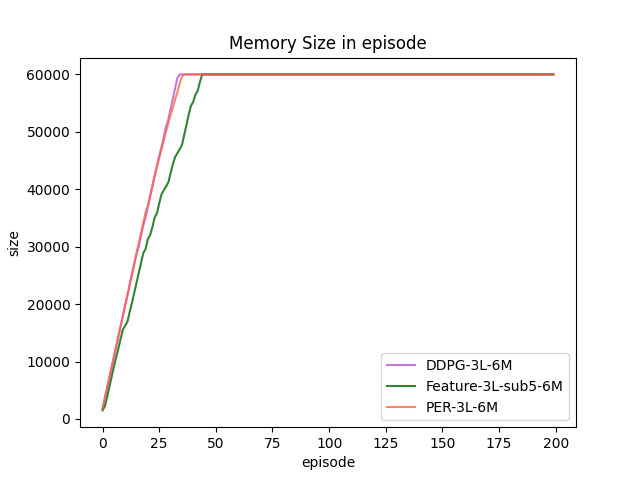 Memory Size in episode
size
60000
50000
40000
30000
20000
10000
0
DDPG-3L-6M
Feature-3L-sub5-6M
PER-3L-6M
0 25 50 75 100 125 150 175 200
episode